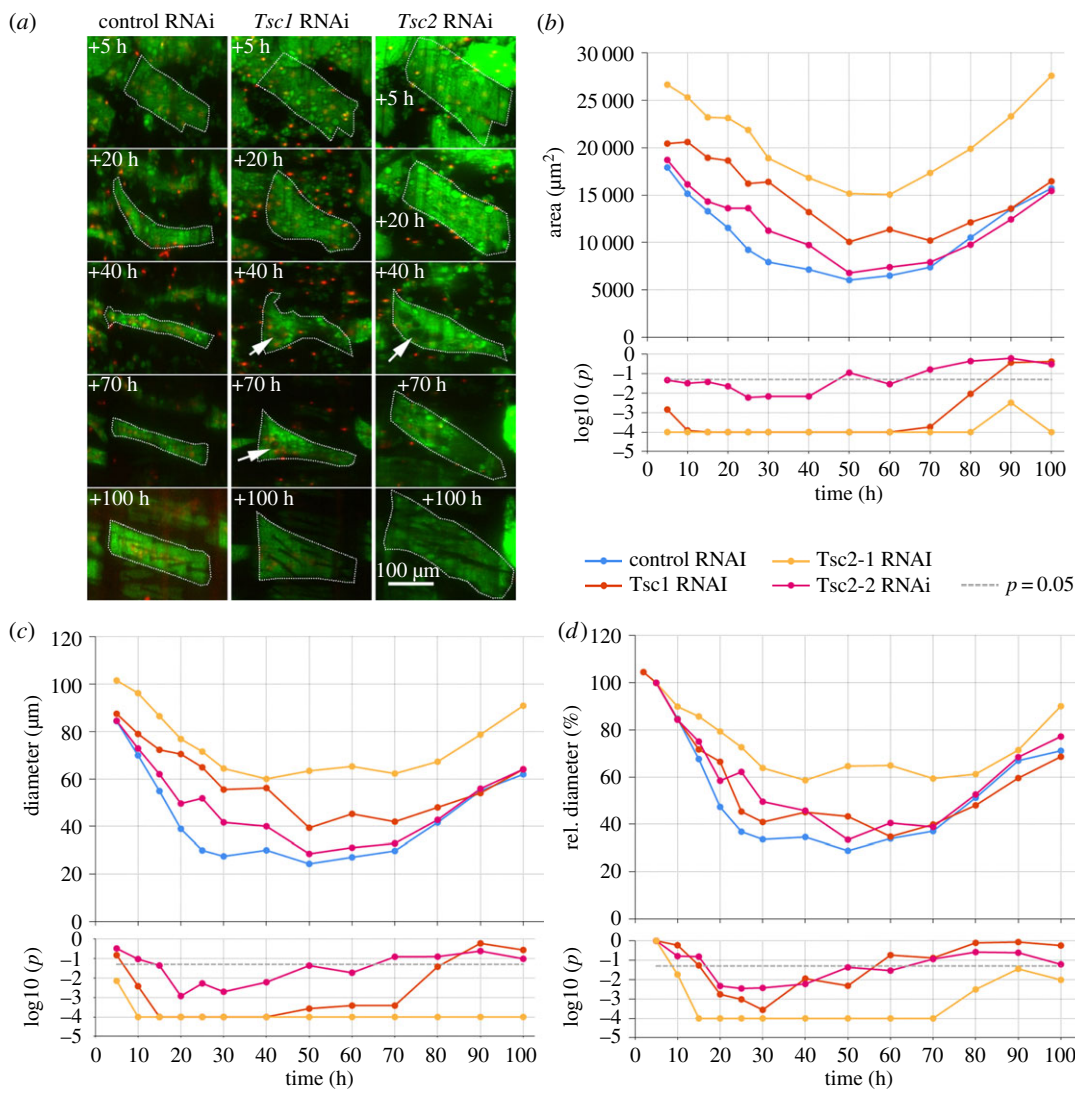 (a) control RNAi Tsc1 RNAi Tsc2 RNAi
+5 h +5 h +5 h
+20 h +20 h +20 h
+40 h +40 h +40 h
+70 h +70 h +70 h
+100 h +100 h +100 h
100 μm
(b)
area (μm²)
30 000
25 000
20 000
15 000
10 000
5000
0
log10 (p)
0
−1
−2
−3
−4
−5
0 10 20 30 40 50 60 70 80 90 100
time (h)
control RNAI Tsc2-1 RNAI
Tsc1 RNAI Tsc2-2 RNAi p = 0.05
(c)
diameter (μm)
120
100
80
60
40
20
0
log10 (p)
0
−1
−2
−3
−4
−5
0 10 20 30 40 50 60 70 80 90 100
time (h)
(d)
rel. diameter (%)
120
100
80
60
40
20
0
log10 (p)
0
−1
−2
−3
−4
−5
0 10 20 30 40 50 60 70 80 90 100
time (h)